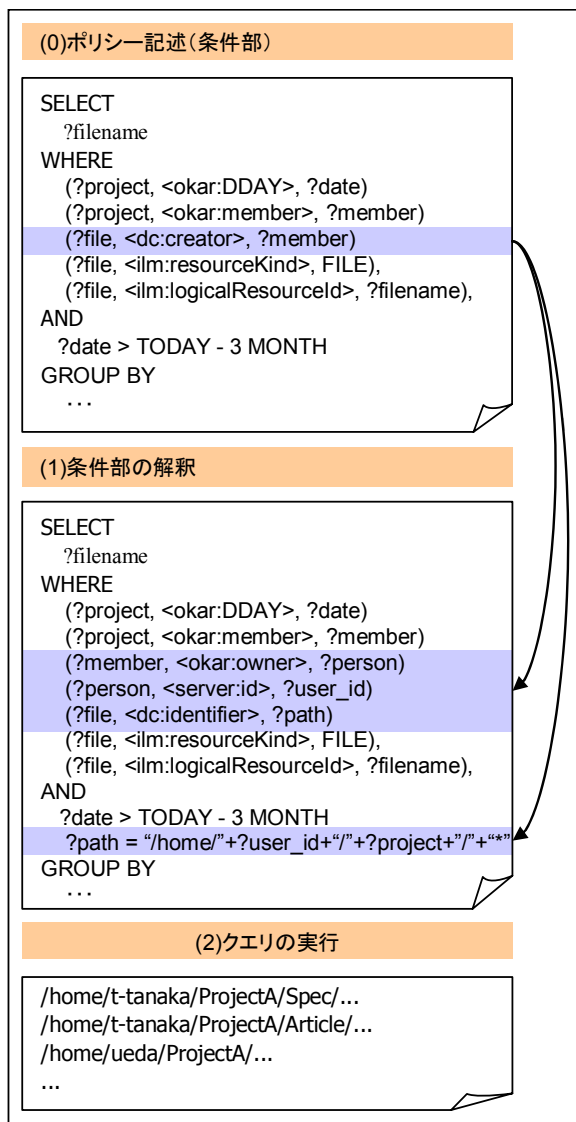 (0)ポリシー記述(条件部)
SELECT
?filename
WHERE
(?project, <okar:DDAY>, ?date)
(?project, <okar:member>, ?member)
(?file, <dc:creator>, ?member)
(?file, <ilm:resourceKind>, FILE),
(?file, <ilm:logicalResourceId>, ?filename),
AND
?date > TODAY - 3 MONTH
GROUP BY
...
(1)条件部の解釈
SELECT
?filename
WHERE
(?project, <okar:DDAY>, ?date)
(?project, <okar:member>, ?member)
(?member, <okar:owner>, ?person)
(?person, <server:id>, ?user_id)
(?file, <dc:identifier>, ?path)
(?file, <ilm:resourceKind>, FILE),
(?file, <ilm:logicalResourceId>, ?filename),
AND
?date > TODAY - 3 MONTH
?path = “/home/”+?user_id+“/”+?project+”/”+“*”
GROUP BY
...
(2)クエリの実行
/home/t-tanaka/ProjectA/Spec/...
/home/t-tanaka/ProjectA/Article/...
/home/ueda/ProjectA/...
...